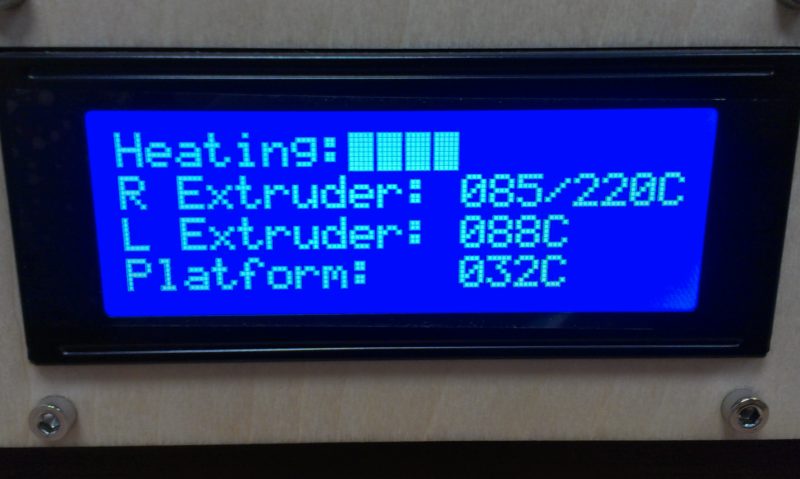 Heating:
R Extruder: 085/220C
L Extruder: 088C
Platform: 032C